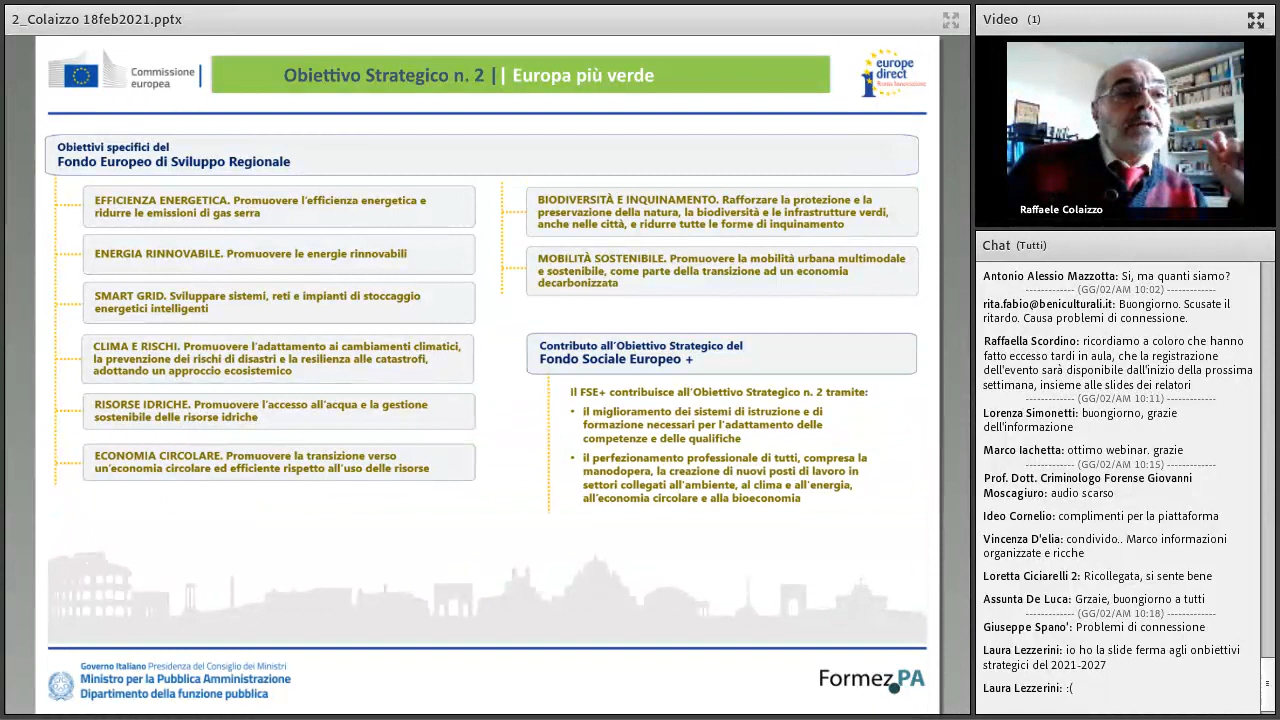 2_Colaizzo 18feb2021.pptx
Commissione
europea
Obiettivo Strategico n. 2 || Europa più verde
europe
direct
Roma Innovazione
Obiettivi specifici del
Fondo Europeo di Sviluppo Regionale
EFFICIENZA ENERGETICA. Promuovere l'efficienza energetica e
ridurre le emissioni di gas serra
ENERGIA RINNOVABILE. Promuovere le energie rinnovabili
SMART GRID. Sviluppare sistemi, reti e impianti di stoccaggio
energetici intelligenti
CLIMA E RISCHI. Promuovere l'adattamento ai cambiamenti climatici,
la prevenzione dei rischi di disastri e la resilienza alle catastrofi,
adottando un approccio ecosistemico
RISORSE IDRICHE. Promuovere l'accesso all'acqua e la gestione
sostenibile delle risorse idriche
ECONOMIA CIRCOLARE. Promuovere la transizione verso
un'economia circolare ed efficiente rispetto all'uso delle risorse
BIODIVERSITÀ E INQUINAMENTO. Rafforzare la protezione e la
preservazione della natura, la biodiversità e le infrastrutture verdi,
anche nelle città, e ridurre tutte le forme di inquinamento
MOBILITÀ SOSTENIBILE. Promuovere la mobilità urbana multimodale
e sostenibile, come parte della transizione ad un economia
decarbonizzata
Contributo all'Obiettivo Strategico del
Fondo Sociale Europeo +
Il FSE+ contribuisce all'Obiettivo Strategico n. 2 tramite:
• il miglioramento dei sistemi di istruzione e di
formazione necessari per l'adattamento delle
competenze e delle qualifiche
• il perfezionamento professionale di tutti, compresa la
manodopera, la creazione di nuovi posti di lavoro in
settori collegati all'ambiente, al clima e all'energia,
all'economia circolare e alla bioeconomia
Governo Italiano Presidenza del Consiglio dei Ministri
Ministro per la Pubblica Amministrazione
Dipartimento della funzione pubblica
Formez PA
Video (1)
Raffaele Colaizzo
Chat (Tutti)
Antonio Alessio Mazzotta: Si, ma quanti siamo?
------------- (GG/02/AM 10:02) -------------
rita.fabio@beniculturali.it: Buongiorno. Scusate il
ritardo. Causa problemi di connessione.
Raffaella Scordino: ricordiamo a coloro che hanno
fatto eccesso tardi in aula, che la registrazione
dell'evento sarà disponibile dall'inizio della prossima
settimana, insieme alle slides dei relatori
------------- (GG/02/AM 10:11) -------------
Lorenza Simonetti: buongiorno, grazie
dell'informazione
Marco Iachetta: ottimo webinar. grazie
------------- (GG/02/AM 10:15) -------------
Prof. Dott. Criminologo Forense Giovanni
Moscagiuro: audio scarso
Ideo Cornelio: complimenti per la piattaforma
Vincenza D'elia: condivido.. Marco informazioni
organizzate e ricche
Loretta Ciciarelli 2: Ricollegata, si sente bene
Assunta De Luca: Grzaie, buongiorno a tutti
------------- (GG/02/AM 10:18) -------------
Giuseppe Spano': Problemi di connessione
Laura Lezzerini: io ho la slide ferma agli onbiettivi
strategici del 2021-2027
Laura Lezzerini: :(